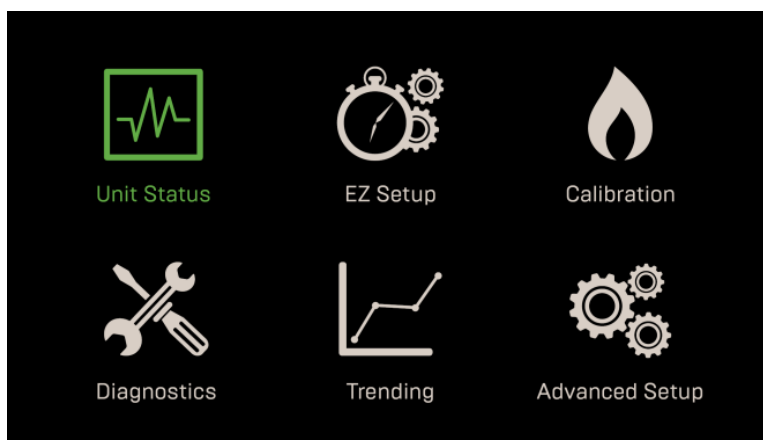 Unit Status
EZ Setup
Calibration
Diagnostics
Trending
Advanced Setup